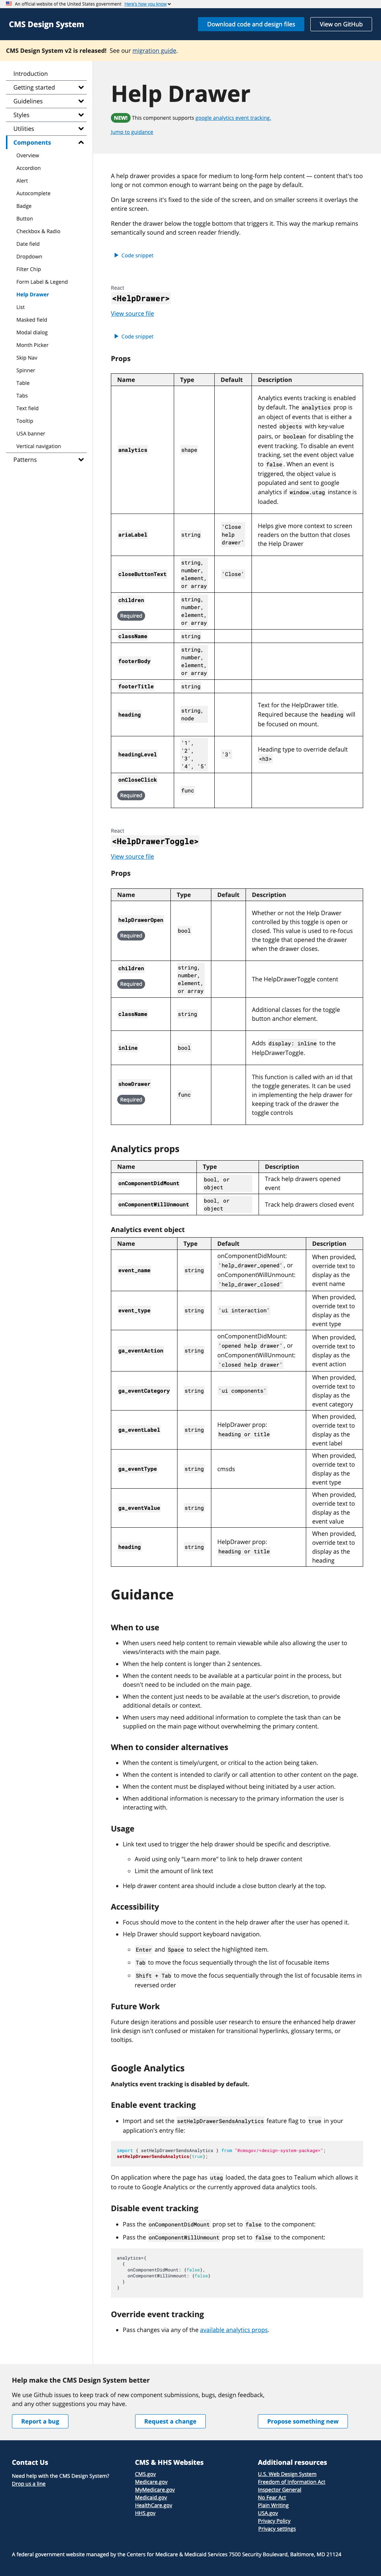 An official website of the United States government Here's how you know
CMS Design System
Download code and design files
View on GitHub
CMS Design System v2 is released! See our migration guide.
Introduction
Getting started
Guidelines
Styles
Utilities
Components
Overview
Accordion
Alert
Autocomplete
Badge
Button
Checkbox & Radio
Date field
Dropdown
Filter Chip
Form Label & Legend
Help Drawer
List
Masked field
Modal dialog
Month Picker
Skip Nav
Spinner
Table
Tabs
Text field
Tooltip
USA banner
Vertical navigation
Patterns
Help Drawer
NEW! This component supports google analytics event tracking.
Jump to guidance
A help drawer provides a space for medium to long-form help content — content that's too
long or not common enough to warrant being on the page by default.
On large screens it's fixed to the side of the screen, and on smaller screens it overlays the
entire screen.
Render the drawer below the toggle button that triggers it. This way the markup remains
semantically sound and screen reader friendly.
Code snippet
React
<HelpDrawer>
View source file
Code snippet
Props
Name Type Default Description
analytics shape
Analytics events tracking is enabled
by default. The analytics prop is
an object of events that is either two
nested objects with key-value
pairs, or boolean for disabling the
event tracking. To disable event
tracking, set the event object value
to false. When an event is
triggered, the object value is
populated and sent to google
analytics if window.utag instance is
loaded.
ariaLabel string
'Close
help
drawer'
Helps give more context to screen
readers on the button that closes
the Help Drawer
closeButtonText
string,
number,
element,
or array
'Close'
children
Required
string,
number,
element,
or array
className string
footerBody
string,
number,
element,
or array
footerTitle string
heading
string,
node
Text for the HelpDrawer title.
Required because the heading will
be focused on mount.
headingLevel
'1',
'2',
'3',
'4', '5'
'3'
Heading type to override default
<h3>
onCloseClick
Required
func
React
<HelpDrawerToggle>
View source file
Props
Name Type Default Description
helpDrawerOpen
Required
bool
Whether or not the Help Drawer
controlled by this toggle is open or
closed. This value is used to re-focus
the toggle that opened the drawer
when the drawer closes.
children
Required
string,
number,
element,
or array
The HelpDrawerToggle content
className string
Additional classes for the toggle
button anchor element.
inline bool
Adds display: inline to the
HelpDrawerToggle.
showDrawer
Required
func
This function is called with an id that
the toggle generates. It can be used
in implementing the help drawer for
keeping track of the drawer the
toggle controls
Analytics props
Name Type Description
onComponentDidMount
bool, or
object
Track help drawers opened
event
onComponentWillUnmount
bool, or
object
Track help drawers closed event
Analytics event object
Name Type Default Description
event_name string
onComponentDidMount:
'help_drawer_opened', or
onComponentWillUnmount:
'help_drawer_closed'
When provided,
override text to
display as the
event name
event_type string 'ui interaction'
When provided,
override text to
display as the
event type
ga_eventAction string
onComponentDidMount:
'opened help drawer', or
onComponentWillUnmount:
'closed help drawer'
When provided,
override text to
display as the
event action
ga_eventCategory string 'ui components'
When provided,
override text to
display as the
event category
ga_eventLabel string
HelpDrawer prop:
heading or title
When provided,
override text to
display as the
event label
ga_eventType string cmsds
When provided,
override text to
display as the
event type
ga_eventValue string
When provided,
override text to
display as the
event value
heading string
HelpDrawer prop:
heading or title
When provided,
override text to
display as the
heading
Guidance
When to use
When users need help content to remain viewable while also allowing the user to
views/interacts with the main page.
When the help content is longer than 2 sentences.
When the content needs to be available at a particular point in the process, but
doesn't need to be included on the main page.
When the content just needs to be available at the user's discretion, to provide
additional details or context.
When users may need additional information to complete the task than can be
supplied on the main page without overwhelming the primary content.
When to consider alternatives
When the content is timely/urgent, or critical to the action being taken.
When the content is intended to clarify or call attention to other content on the page.
When the content must be displayed without being initiated by a user action.
When additional information is necessary to the primary information the user is
interacting with.
Usage
Link text used to trigger the help drawer should be specific and descriptive.
Avoid using only "Learn more" to link to help drawer content
Limit the amount of link text
Help drawer content area should include a close button clearly at the top.
Accessibility
Focus should move to the content in the help drawer after the user has opened it.
Help Drawer should support keyboard navigation.
Enter and Space to select the highlighted item.
Tab to move the focus sequentially through the list of focusable items
Shift + Tab to move the focus sequentially through the list of focusable items in
reversed order
Future Work
Future design iterations and possible user research to ensure the enhanced help drawer
link design isn't confused or mistaken for transitional hyperlinks, glossary terms, or
tooltips.
Google Analytics
Analytics event tracking is disabled by default.
Enable event tracking
Import and set the setHelpDrawerSendsAnalytics feature flag to true in your
application's entry file:
import { setHelpDrawerSendsAnalytics } from "@cmsgov/<design-system-package>";
setHelpDrawerSendsAnalytics(true);
On application where the page has utag loaded, the data goes to Tealium which allows it
to route to Google Analytics or the currently approved data analytics tools.
Disable event tracking
Pass the onComponentDidMount prop set to false to the component:
Pass the onComponentWillUnmount prop set to false to the component:
analytics={
{
onComponentDidMount: {false},
onComponentWillUnmount: {false}
}
}
Override event tracking
Pass changes via any of the available analytics props.
Help make the CMS Design System better
We use Github issues to keep track of new component submissions, bugs, design feedback,
and any other suggestions you may have.
Report a bug
Request a change
Propose something new
Contact Us
Need help with the CMS Design System?
Drop us a line
CMS & HHS Websites
CMS.gov
Medicare.gov
MyMedicare.gov
Medicaid.gov
HealthCare.gov
HHS.gov
Additional resources
U.S. Web Design System
Freedom of Information Act
Inspector General
No Fear Act
Plain Writing
USA.gov
Privacy Policy
Privacy settings
A federal government website managed by the Centers for Medicare & Medicaid Services 7500 Security Boulevard, Baltimore, MD 21124